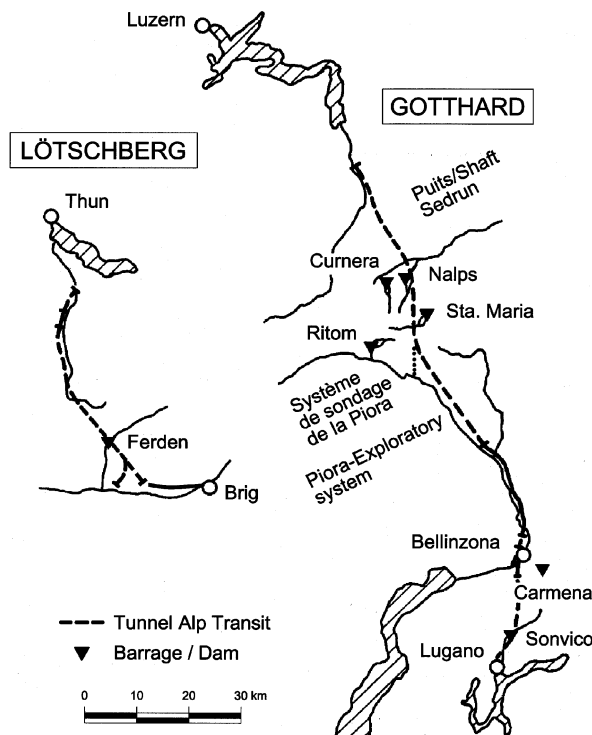 Luzern
GOTTHARD
LÖTSCHBERG
Puits/Shaft
Sedrun
Thun
Curnera
Nalps
Sta. Maria
Ritom
Système
de sondage
de la Piora
Piora-Exploratory
system
Ferden
Brig
Bellinzona
Carmena
Tunnel Alp Transit
Barrage / Dam
Lugano
Sonvico
0 10 20 30 km